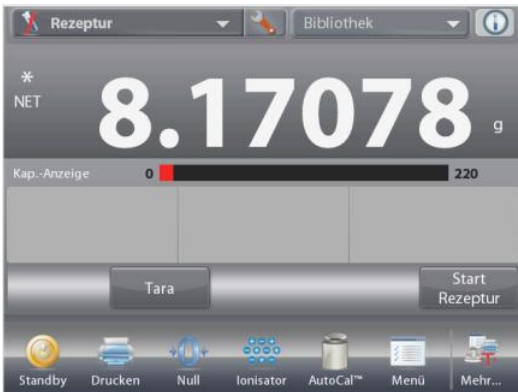 Rezeptur Bibliothek
*
NET
8.17078 g
Kap.-Anzeige 0 220
Tara
Start
Rezeptur
Standby Drucken Null Ionisator AutoCal™ Menü Mehr...